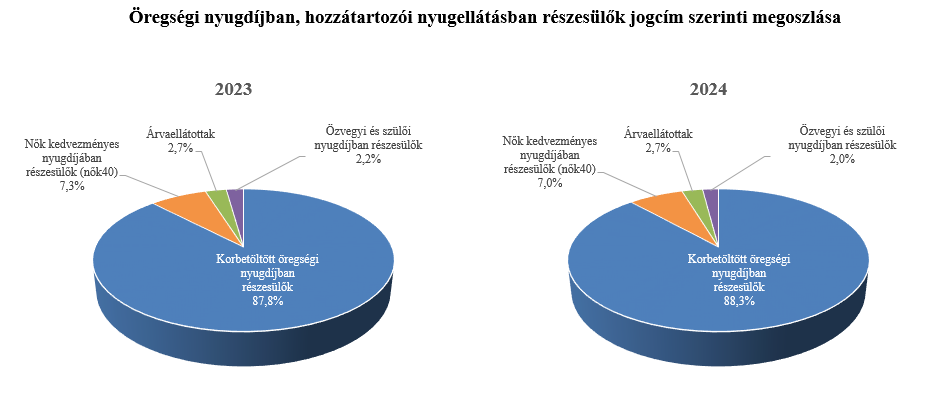 Öregségi nyugdíjban, hozzátartozói nyugellátásban részesülők jogcím szerinti megoszlása
2023
Nők kedvezményes
nyugdíjában
részesülők (nők40)
7,3%
Árvaellátottak
2,7%
Özvegyi és szülői
nyugdíjban részesülők
2,2%
Korbetöltött öregségi
nyugdíjban
részesülők
87,8%
2024
Nők kedvezményes
nyugdíjában
részesülők (nők40)
7,0%
Árvaellátottak
2,7%
Özvegyi és szülői
nyugdíjban részesülők
2,0%
Korbetöltött öregségi
nyugdíjban
részesülők
88,3%